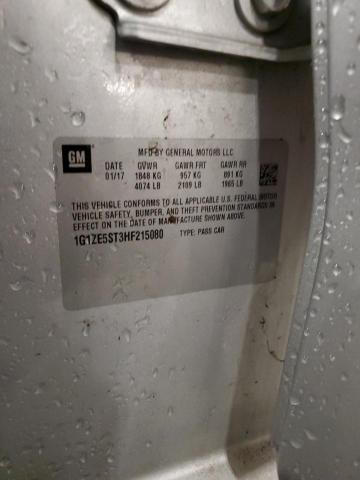 GM
MFD BY GENERAL MOTORS LLC
DATE GVWR GAWR FRT GAWR RR
01/17 1848 KG 957 KG 891 KG
4074 LB 2109 LB 1965 LB
THIS VEHICLE CONFORMS TO ALL APPLICABLE U.S. FEDERAL MOTOR
VEHICLE SAFETY, BUMPER, AND THEFT PREVENTION STANDARDS IN
EFFECT ON THE DATE OF MANUFACTURE SHOWN ABOVE.
1G1ZE5ST3HF215080 TYPE: PASS CAR